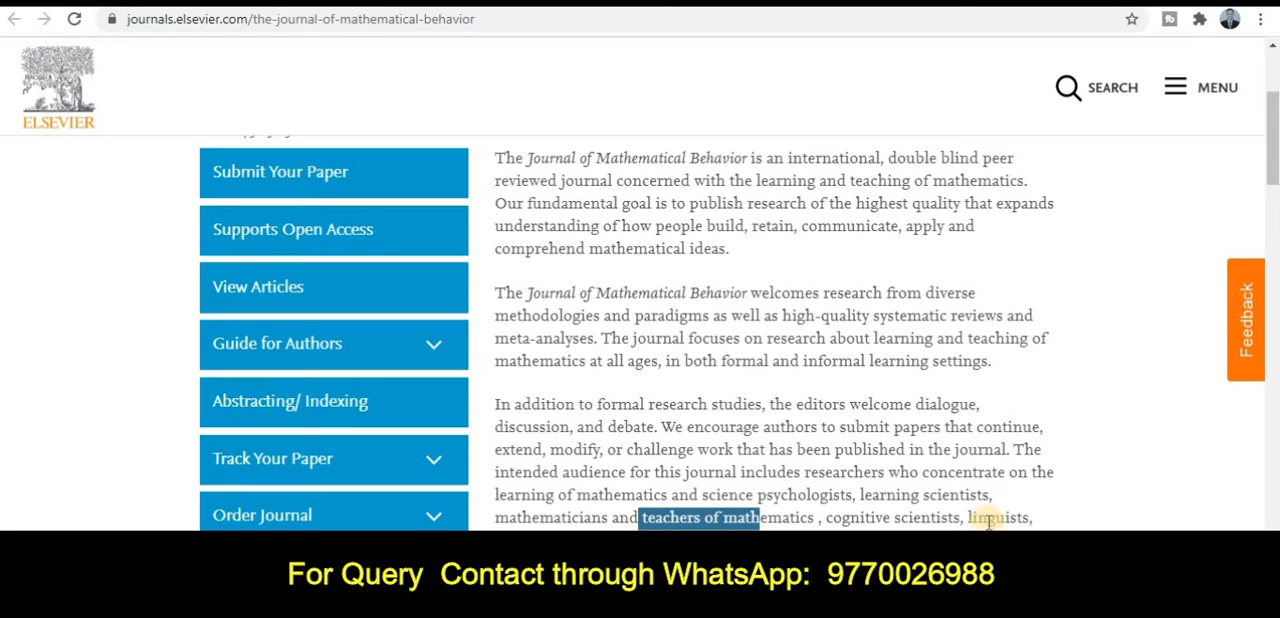 journals.elsevier.com/the-journal-of-mathematical-behavior
ELSEVIER
SEARCH
MENU
Submit Your Paper
Supports Open Access
View Articles
Guide for Authors
Abstracting/ Indexing
Track Your Paper
Order Journal
The Journal of Mathematical Behavior is an international, double blind peer
reviewed journal concerned with the learning and teaching of mathematics.
Our fundamental goal is to publish research of the highest quality that expands
understanding of how people build, retain, communicate, apply and
comprehend mathematical ideas.
The Journal of Mathematical Behavior welcomes research from diverse
methodologies and paradigms as well as high-quality systematic reviews and
meta-analyses. The journal focuses on research about learning and teaching of
mathematics at all ages, in both formal and informal learning settings.
In addition to formal research studies, the editors welcome dialogue,
discussion, and debate. We encourage authors to submit papers that continue,
extend, modify, or challenge work that has been published in the journal. The
intended audience for this journal includes researchers who concentrate on the
learning of mathematics and science psychologists, learning scientists,
mathematicians and teachers of mathematics , cognitive scientists, linguists,
Feedback
For Query Contact through WhatsApp: 9770026988